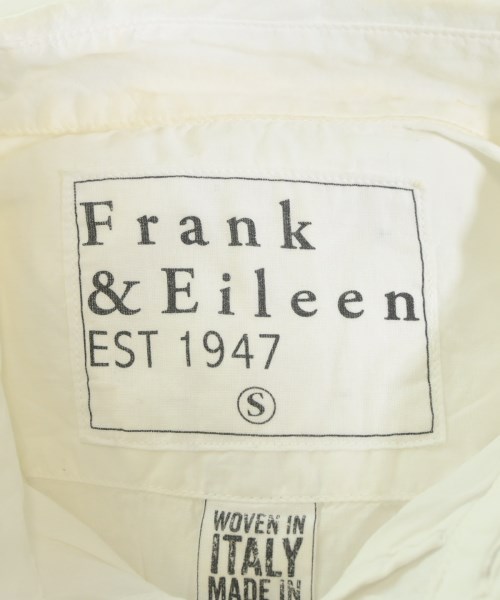 Frank
& Eileen
EST 1947
S
WOVEN IN
ITALY
MADE IN